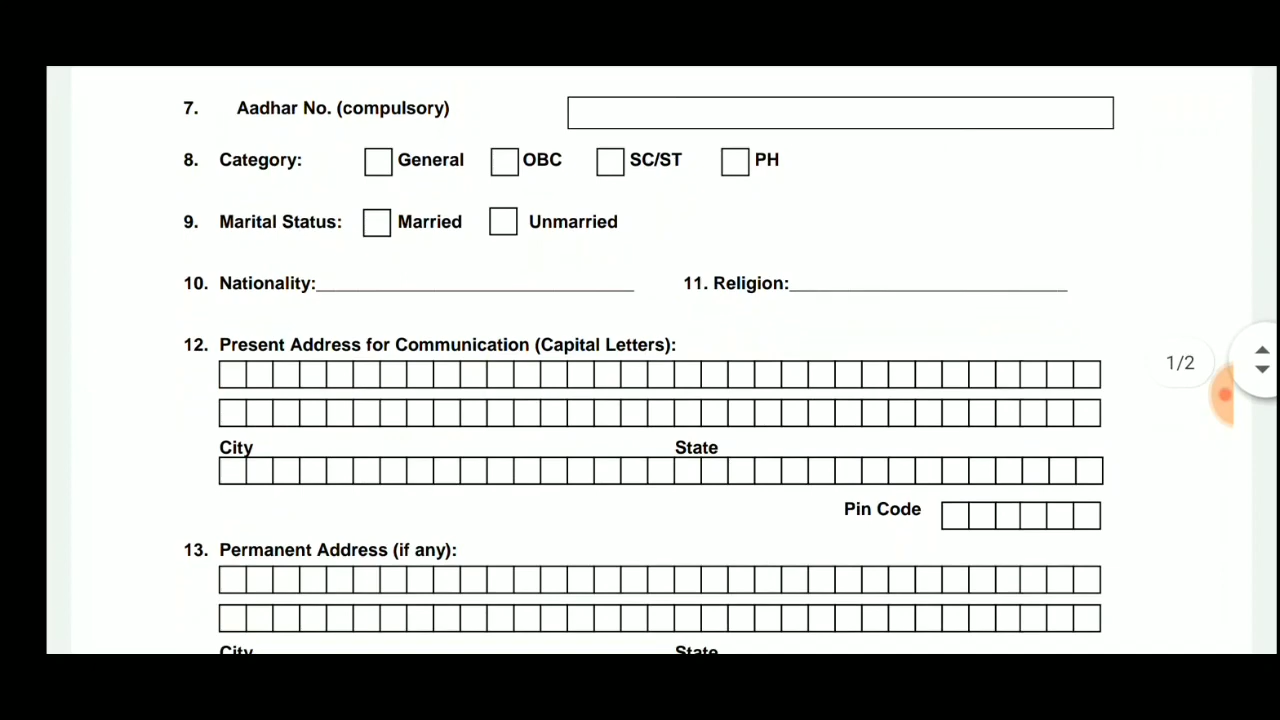 7. Aadhar No. (compulsory)
8. Category: General OBC SC/ST PH
9. Marital Status: Married Unmarried
10. Nationality: 11. Religion:
12. Present Address for Communication (Capital Letters):
City State
Pin Code
1/2
13. Permanent Address (if any):
City State